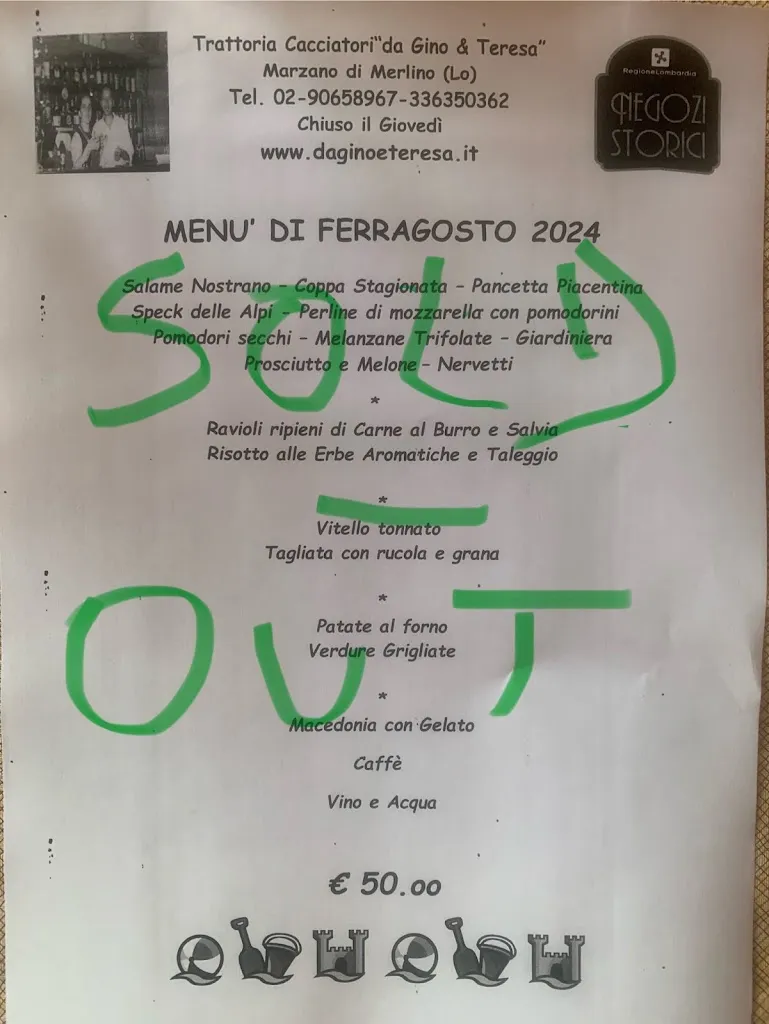 Trattoria Cacciatori"da Gino & Teresa"
Marzano di Merlino (Lo)
Tel. 02-90658967-336350362
Chiuso il Giovedì
www.daginoeteresa.it
RegioneLombardia
NEGOZI
STORICI
MENU' DI FERRAGOSTO 2024
Salame Nostrano - Coppa Stagionata - Pancetta Piacentina
Speck delle Alpi - Perline di mozzarella con pomodorini
Pomodori secchi - Melanzane Trifolate - Giardiniera
Prosciutto e Melone - Nervetti
*
Ravioli ripieni di Carne al Burro e Salvia
Risotto alle Erbe Aromatiche e Taleggio
*
Vitello tonnato
Tagliata con rucola e grana
*
Patate al forno
Verdure Grigliate
*
Macedonia con Gelato
Caffè
Vino e Acqua
€ 50.00
SOLD
-
OUT